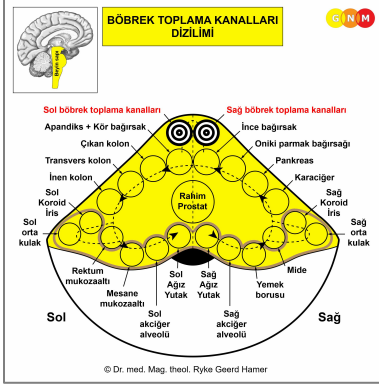 BÖBREK TOPLAMA KANALLARI
DİZİLİMİ
G N M
Beyin sapı
Sol böbrek toplama kanalları
Sağ böbrek toplama kanalları
Apandiks + Kör bağırsak
İnce bağırsak
Çıkan kolon
Oniki parmak bağırsağı
Transvers kolon
Pankreas
İnen kolon
Karaciğer
Rahim
Prostat
Sol
Koroid
İris
Sağ
Koroid
İris
Sol
orta
kulak
Sağ
orta
kulak
Rektum
mukozaaltı
Mesane
mukozaaltı
Sol
akciğer
alveolü
Sol
Ağız
Yutak
Sağ
Ağız
Yutak
Sağ
akciğer
alveolü
Yemek
borusu
Mide
Sol
Sağ
© Dr. med. Mag. theol. Ryke Geerd Hamer